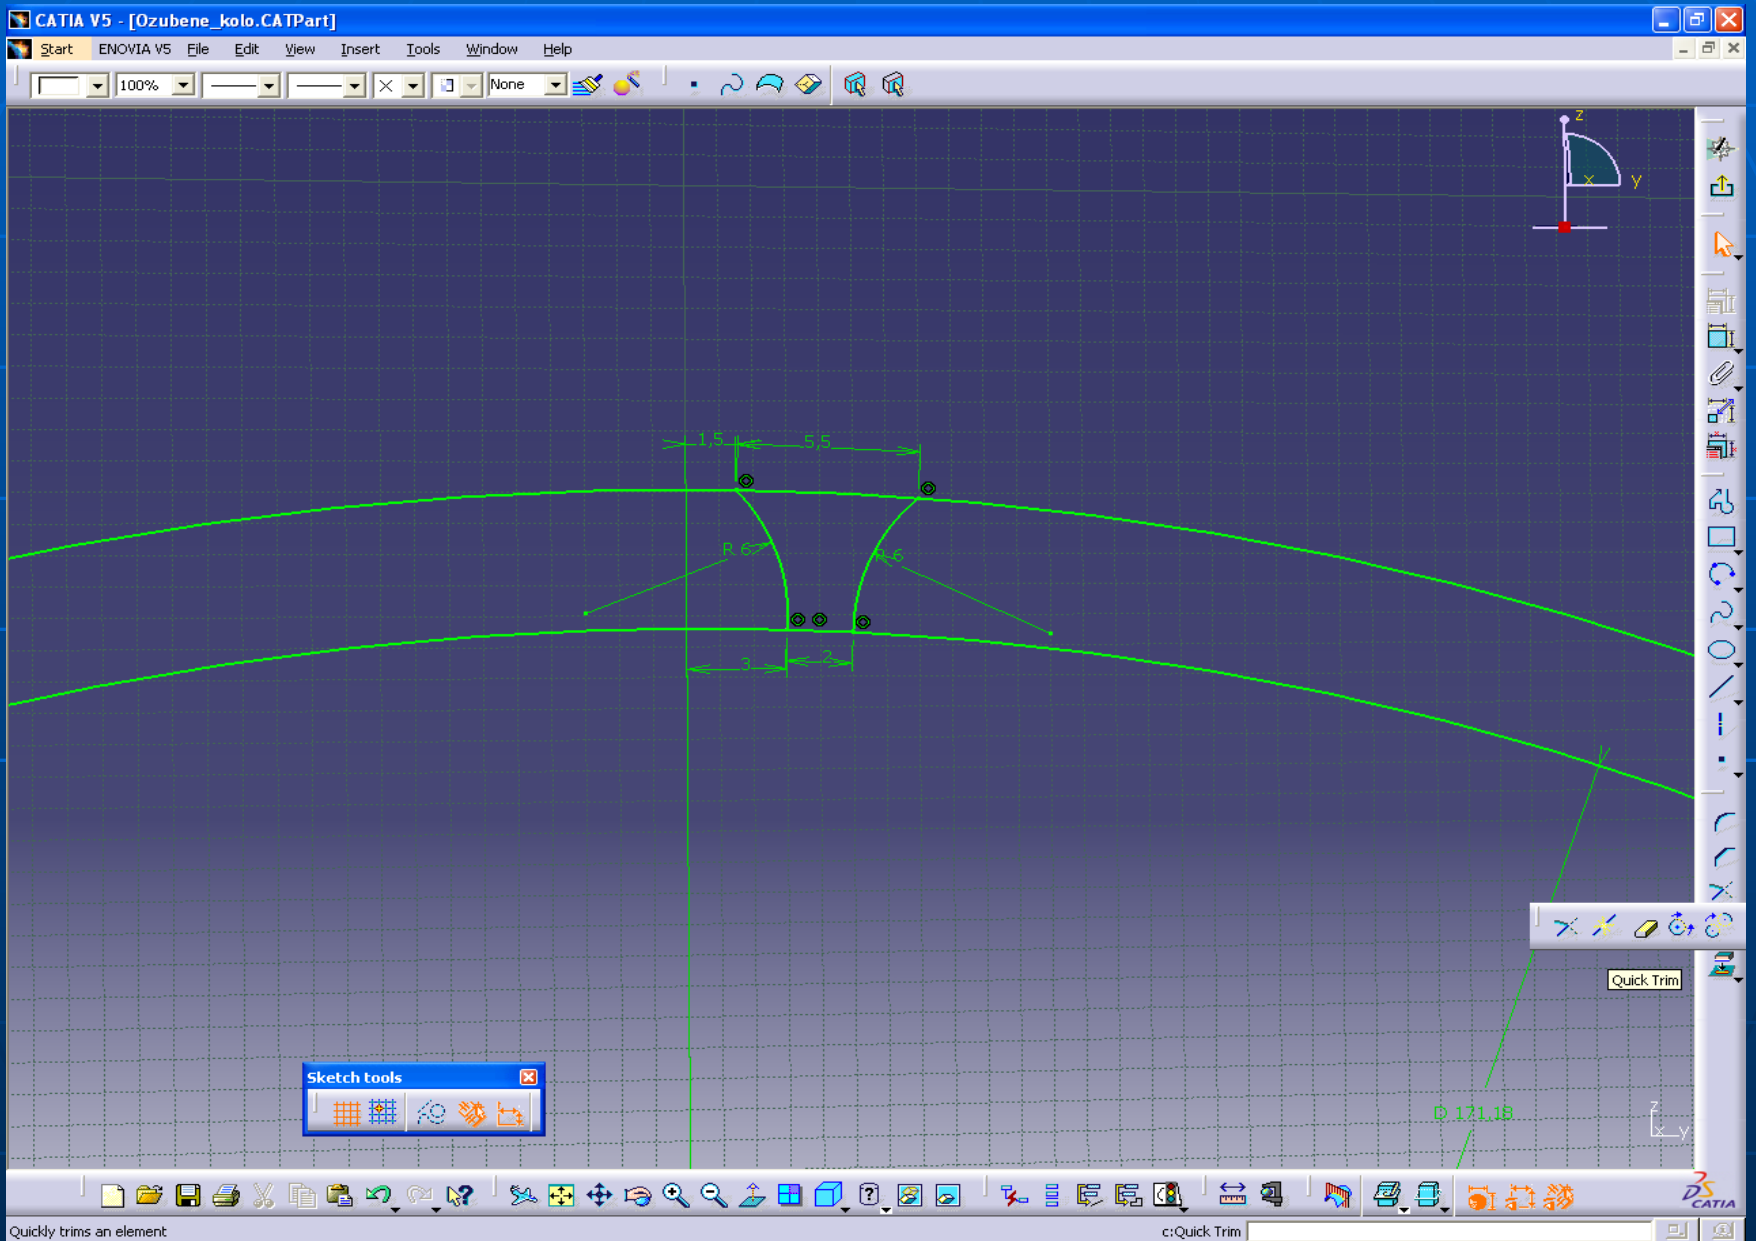 CATIA V5 - [Ozubene_kolo.CATPart]
Start ENOVIA V5 File Edit View Insert Tools Window Help
100% None
z
x y
1,5 5,5
R 6 R 6
3 2
Quick Trim
Sketch tools
D 171,18
z
x y
CATIA
Quickly trims an element c:Quick Trim